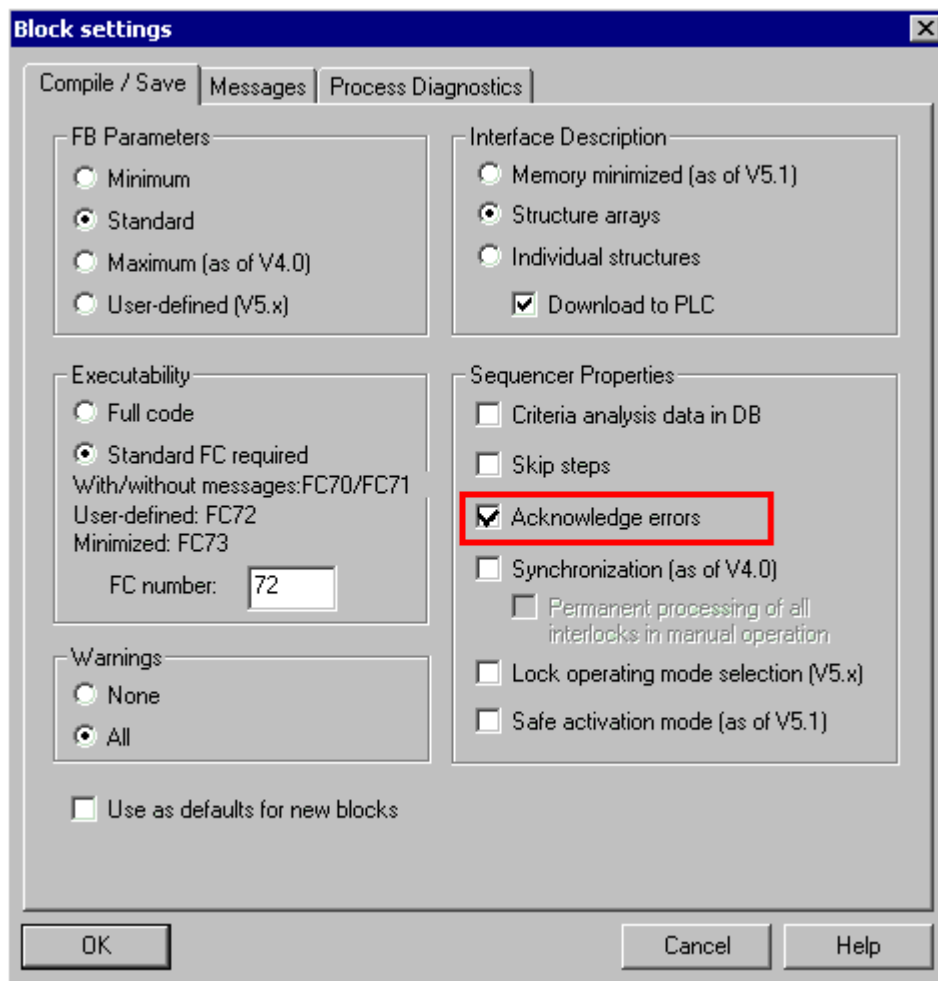 Block settings
Compile / Save
Messages
Process Diagnostics
FB Parameters
Minimum
Standard
Maximum (as of V4.0)
User-defined (V5.x)
Interface Description
Memory minimized (as of V5.1)
Structure arrays
Individual structures
Download to PLC
Executability
Full code
Standard FC required
With/without messages:FC70/FC71
User-defined: FC72
Minimized: FC73
FC number:
72
Sequencer Properties
Criteria analysis data in DB
Skip steps
Acknowledge errors
Synchronization (as of V4.0)
Permanent processing of all
interlocks in manual operation
Lock operating mode selection (V5.x)
Safe activation mode (as of V5.1)
Warnings
None
All
Use as defaults for new blocks
OK
Cancel
Help